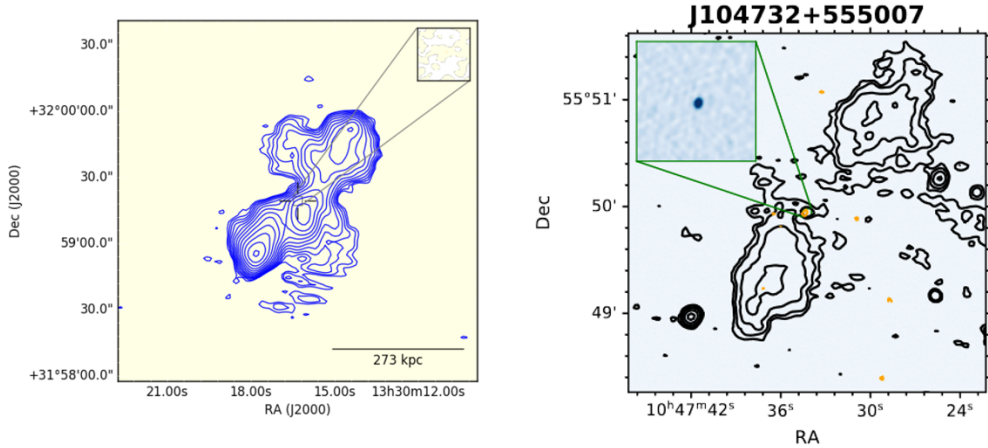 30.0"
+32°00'00.0"
30.0"
59'00.0"
30.0"
+31°58'00.0"
Dec (J2000)
273 kpc
21.00s 18.00s 15.00s 13h30m12.00s
RA (J2000)
J104732+555007
55°51'
50'
49'
Dec
10ʰ47ᵐ42ˢ 36ˢ 30ˢ 24ˢ
RA